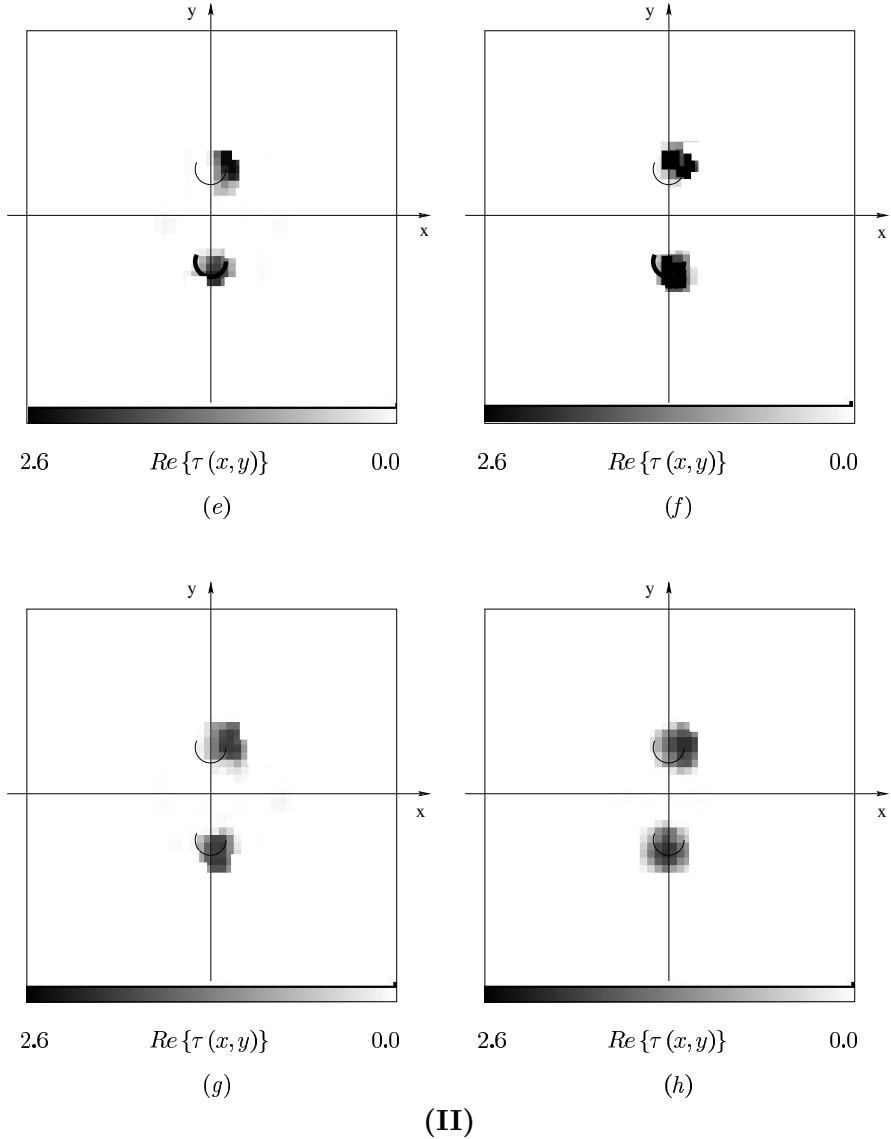 y y
x x
2.6 Re{τ(x,y)} 0.0 2.6 Re{τ(x,y)} 0.0
(e) (f)
y y
x x
2.6 Re{τ(x,y)} 0.0 2.6 Re{τ(x,y)} 0.0
(g) (h)
(II)